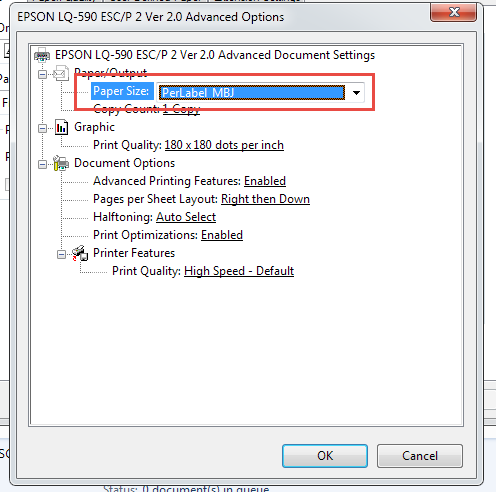 EPSON LQ-590 ESC/P 2 Ver 2.0 Advanced Options
EPSON LQ-590 ESC/P 2 Ver 2.0 Advanced Document Settings
Paper/Output
Paper Size: PerLabel_MBJ
Copy Count: 1 Copy
Graphic
Print Quality: 180 x 180 dots per inch
Document Options
Advanced Printing Features: Enabled
Pages per Sheet Layout: Right then Down
Halftoning: Auto Select
Print Optimizations: Enabled
Printer Features
Print Quality: High Speed - Default
OK Cancel
Status: 0 document(s) in queue